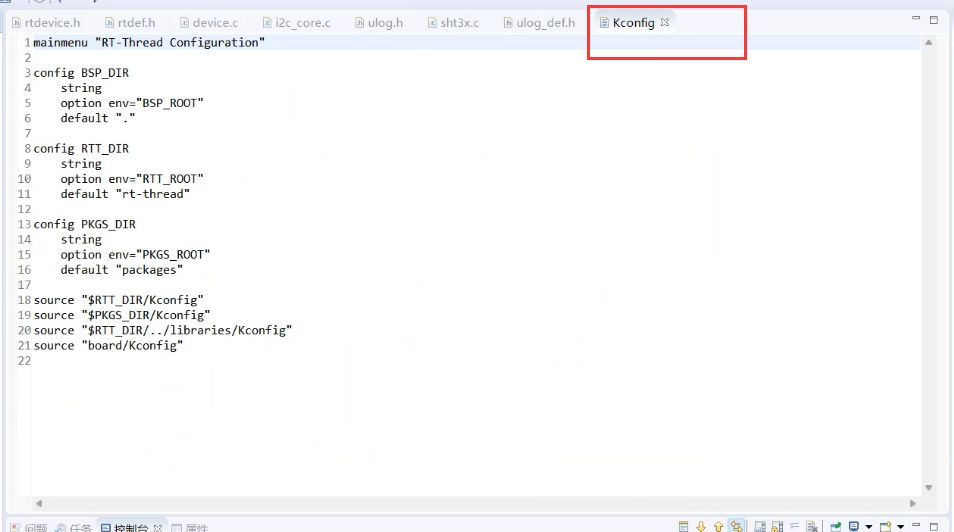 rtdevice.h rtdef.h device.c i2c_core.c ulog.h sht3x.c ulog_def.h Kconfig
1 mainmenu "RT-Thread Configuration"
2
3 config BSP_DIR
4     string
5     option env="BSP_ROOT"
6     default "."
7
8 config RTT_DIR
9     string
10     option env="RTT_ROOT"
11     default "rt-thread"
12
13 config PKGS_DIR
14     string
15     option env="PKGS_ROOT"
16     default "packages"
17
18 source "$RTT_DIR/Kconfig"
19 source "$PKGS_DIR/Kconfig"
20 source "$RTT_DIR/../libraries/Kconfig"
21 source "board/Kconfig"
22
问题 任务 控制台 属性